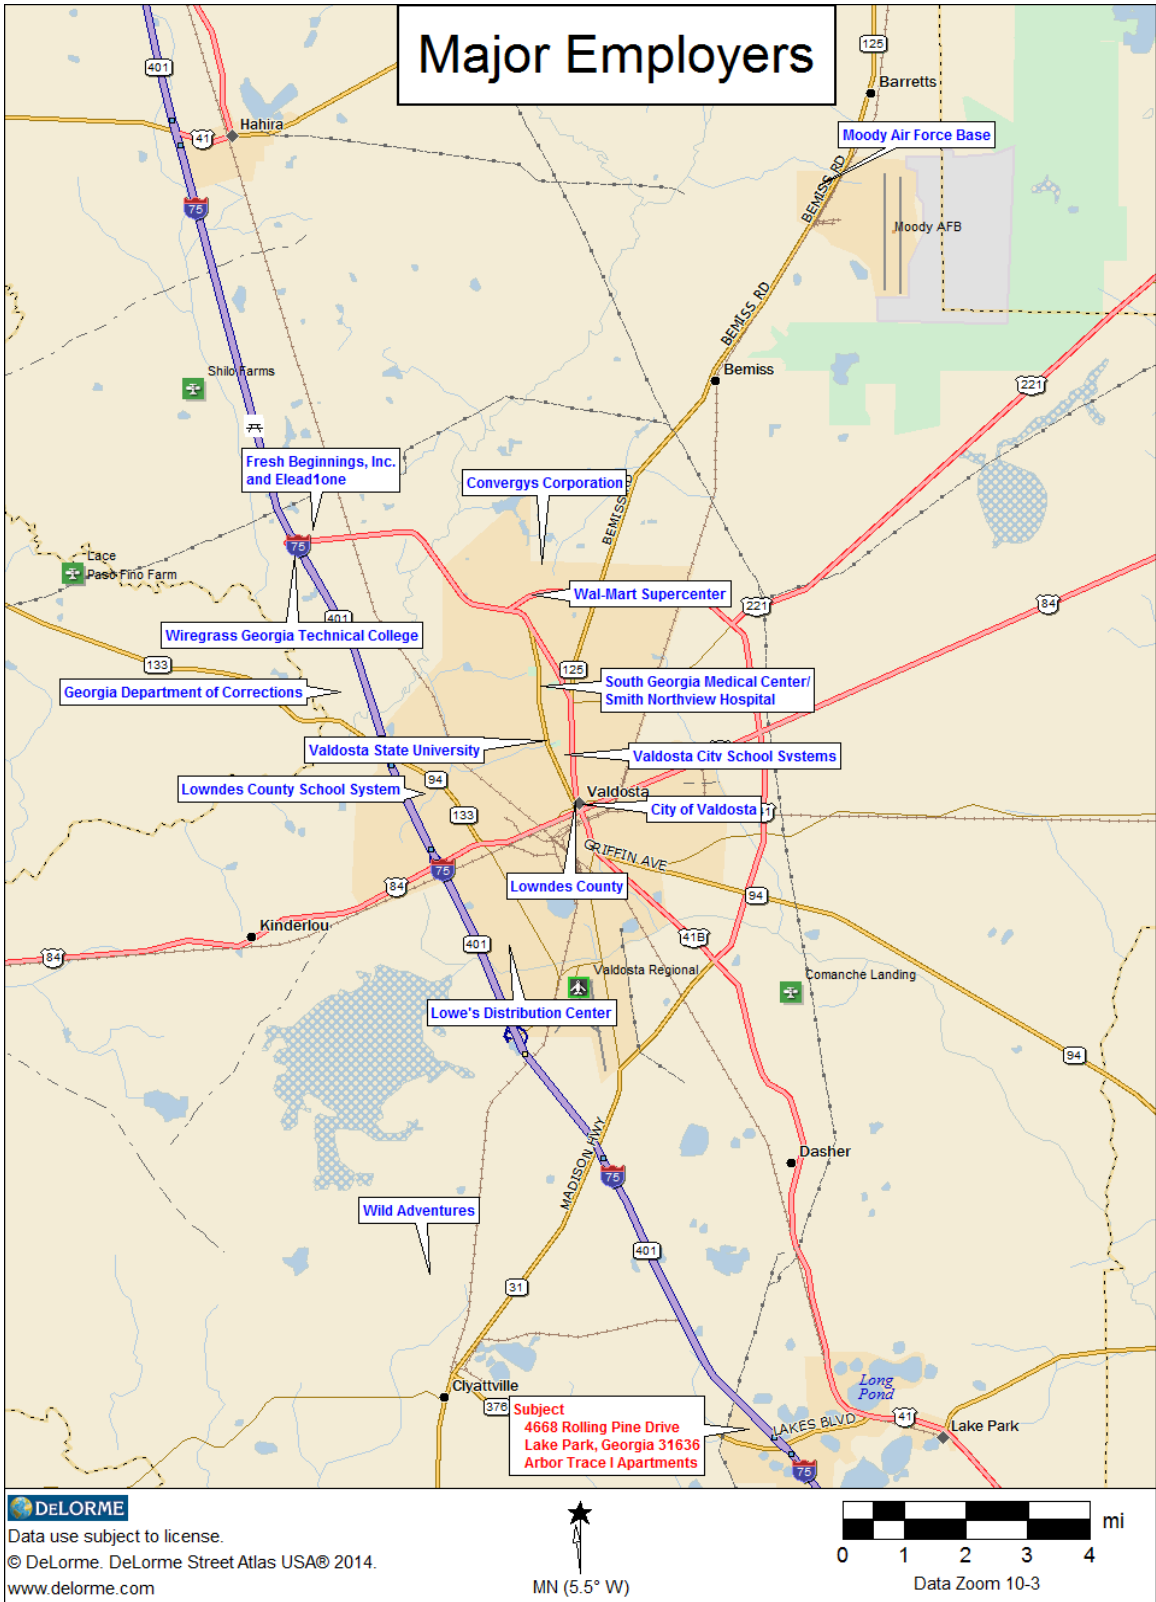 Major Employers
401
125
Barretts
Hahira
41
Moody Air Force Base
75
BEMISS RD
Moody AFB
BEMISS RD
Shilo Farms
Bemiss
221
Fresh Beginnings, Inc.
and Elead1one
Convergys Corporation
BEMISS
75
Lace
Paso Fino Farm
Wal-Mart Supercenter
221
84
401
Wiregrass Georgia Technical College
133
125
Georgia Department of Corrections
South Georgia Medical Center/
Smith Northview Hospital
Valdosta State University
Valdosta City School Systems
94
Lowndes County School System
Valdosta
City of Valdosta
133
GRIFFIN AVE
75
84
Lowndes County
94
Kinderlou
41B
401
84
Valdosta Regional
Comanche Landing
Lowe's Distribution Center
94
MADISON HWY
Dasher
75
Wild Adventures
401
31
Clyattville
Long
Pond
376
Subject
4668 Rolling Pine Drive
Lake Park, Georgia 31636
Arbor Trace I Apartments
LAKES BLVD
41
Lake Park
75
DELORME
Data use subject to license.
© DeLorme. DeLorme Street Atlas USA® 2014.
www.delorme.com
MN (5.5° W)
mi
0 1 2 3 4
Data Zoom 10-3